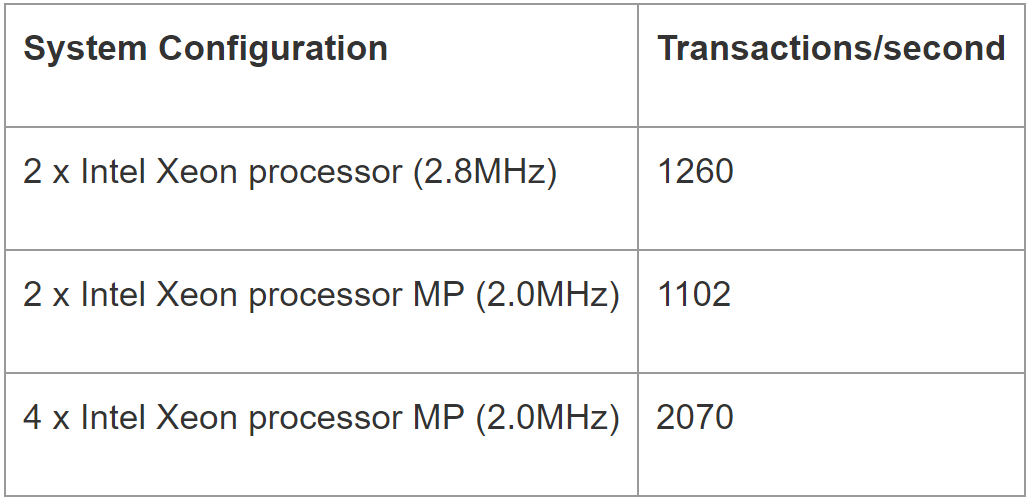 System Configuration Transactions/second
2 x Intel Xeon processor (2.8MHz) 1260
2 x Intel Xeon processor MP (2.0MHz) 1102
4 x Intel Xeon processor MP (2.0MHz) 2070